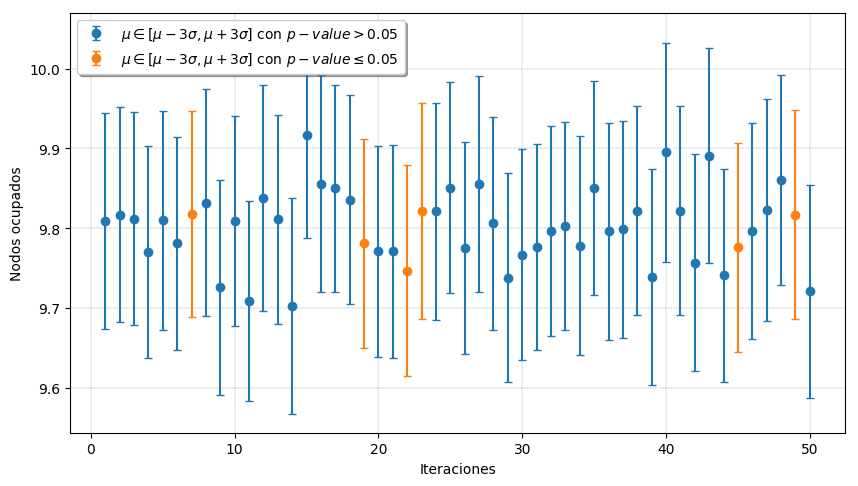 μ ∈ [μ − 3σ, μ + 3σ] con p − value > 0.05
μ ∈ [μ − 3σ, μ + 3σ] con p − value ≤ 0.05
10.0
9.9
9.8
9.7
9.6
Nodos ocupados
0 10 20 30 40 50
Iteraciones